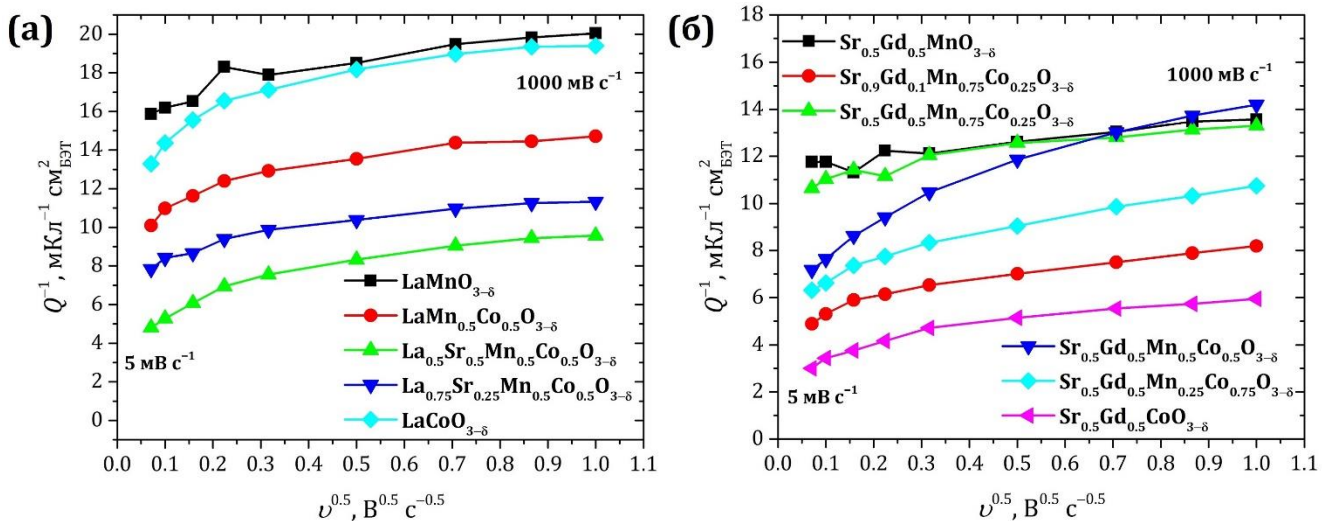 (а)
Q⁻¹, мКл⁻¹ см²БЭТ
20
18
16
14
12
10
8
6
4
2
0
1000 мВ с⁻¹
5 мВ с⁻¹
LaMnO₃₋δ
LaMn₀.₅Co₀.₅O₃₋δ
La₀.₅Sr₀.₅Mn₀.₅Co₀.₅O₃₋δ
La₀.₇₅Sr₀.₂₅Mn₀.₅Co₀.₅O₃₋δ
LaCoO₃₋δ
0.0 0.1 0.2 0.3 0.4 0.5 0.6 0.7 0.8 0.9 1.0 1.1
υ⁰·⁵, В⁰·⁵ с⁻⁰·⁵
(б)
Q⁻¹, мКл⁻¹ см²БЭТ
18
16
14
12
10
8
6
4
2
0
Sr₀.₅Gd₀.₅MnO₃₋δ
Sr₀.₉Gd₀.₁Mn₀.₇₅Co₀.₂₅O₃₋δ
Sr₀.₅Gd₀.₅Mn₀.₇₅Co₀.₂₅O₃₋δ
1000 мВ с⁻¹
5 мВ с⁻¹
Sr₀.₅Gd₀.₅Mn₀.₅Co₀.₅O₃₋δ
Sr₀.₅Gd₀.₅Mn₀.₂₅Co₀.₇₅O₃₋δ
Sr₀.₅Gd₀.₅CoO₃₋δ
0.0 0.1 0.2 0.3 0.4 0.5 0.6 0.7 0.8 0.9 1.0 1.1
υ⁰·⁵, В⁰·⁵ с⁻⁰·⁵